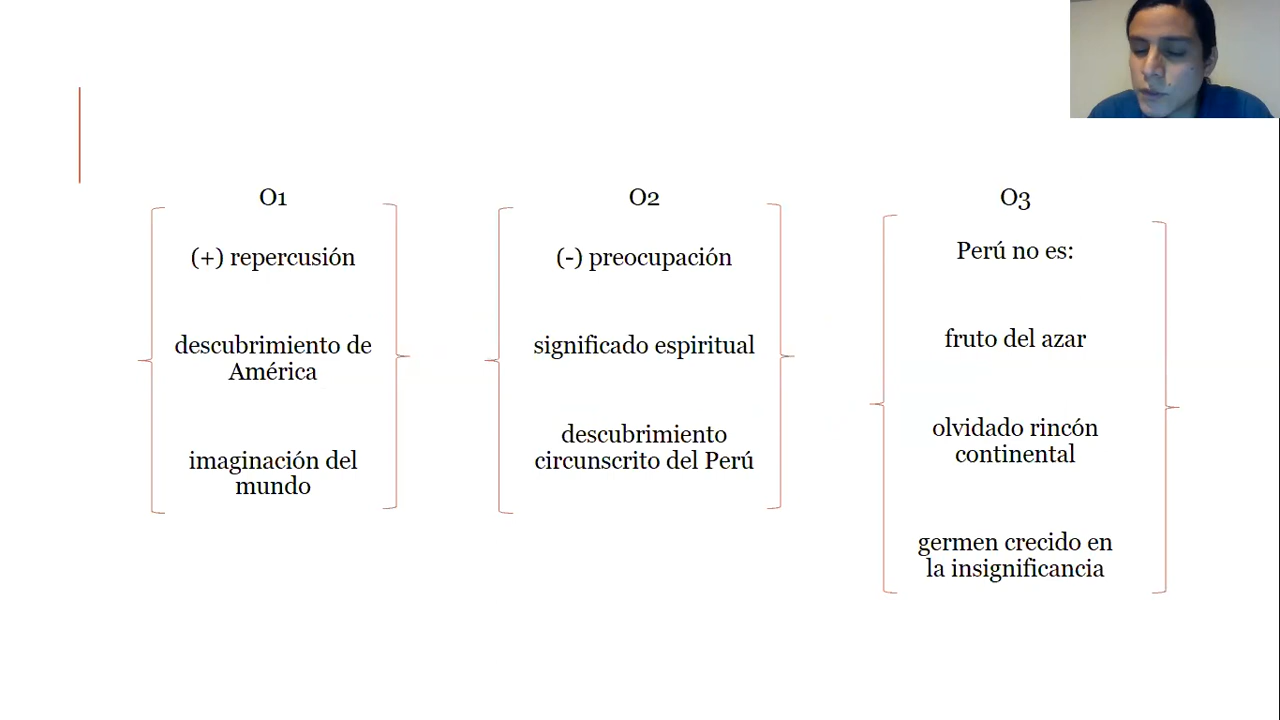 O1
(+) repercusión
descubrimiento de
América
imaginación del
mundo
O2
(-) preocupación
significado espiritual
descubrimiento
circunscrito del Perú
O3
Perú no es:
fruto del azar
olvidado rincón
continental
germen crecido en
la insignificancia